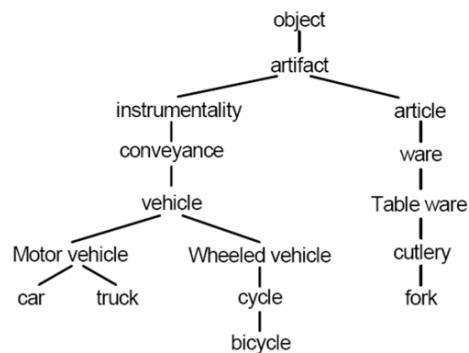 object
artifact
instrumentality article
conveyance ware
vehicle Table ware
Motor vehicle Wheeled vehicle cutlery
car truck cycle fork
bicycle